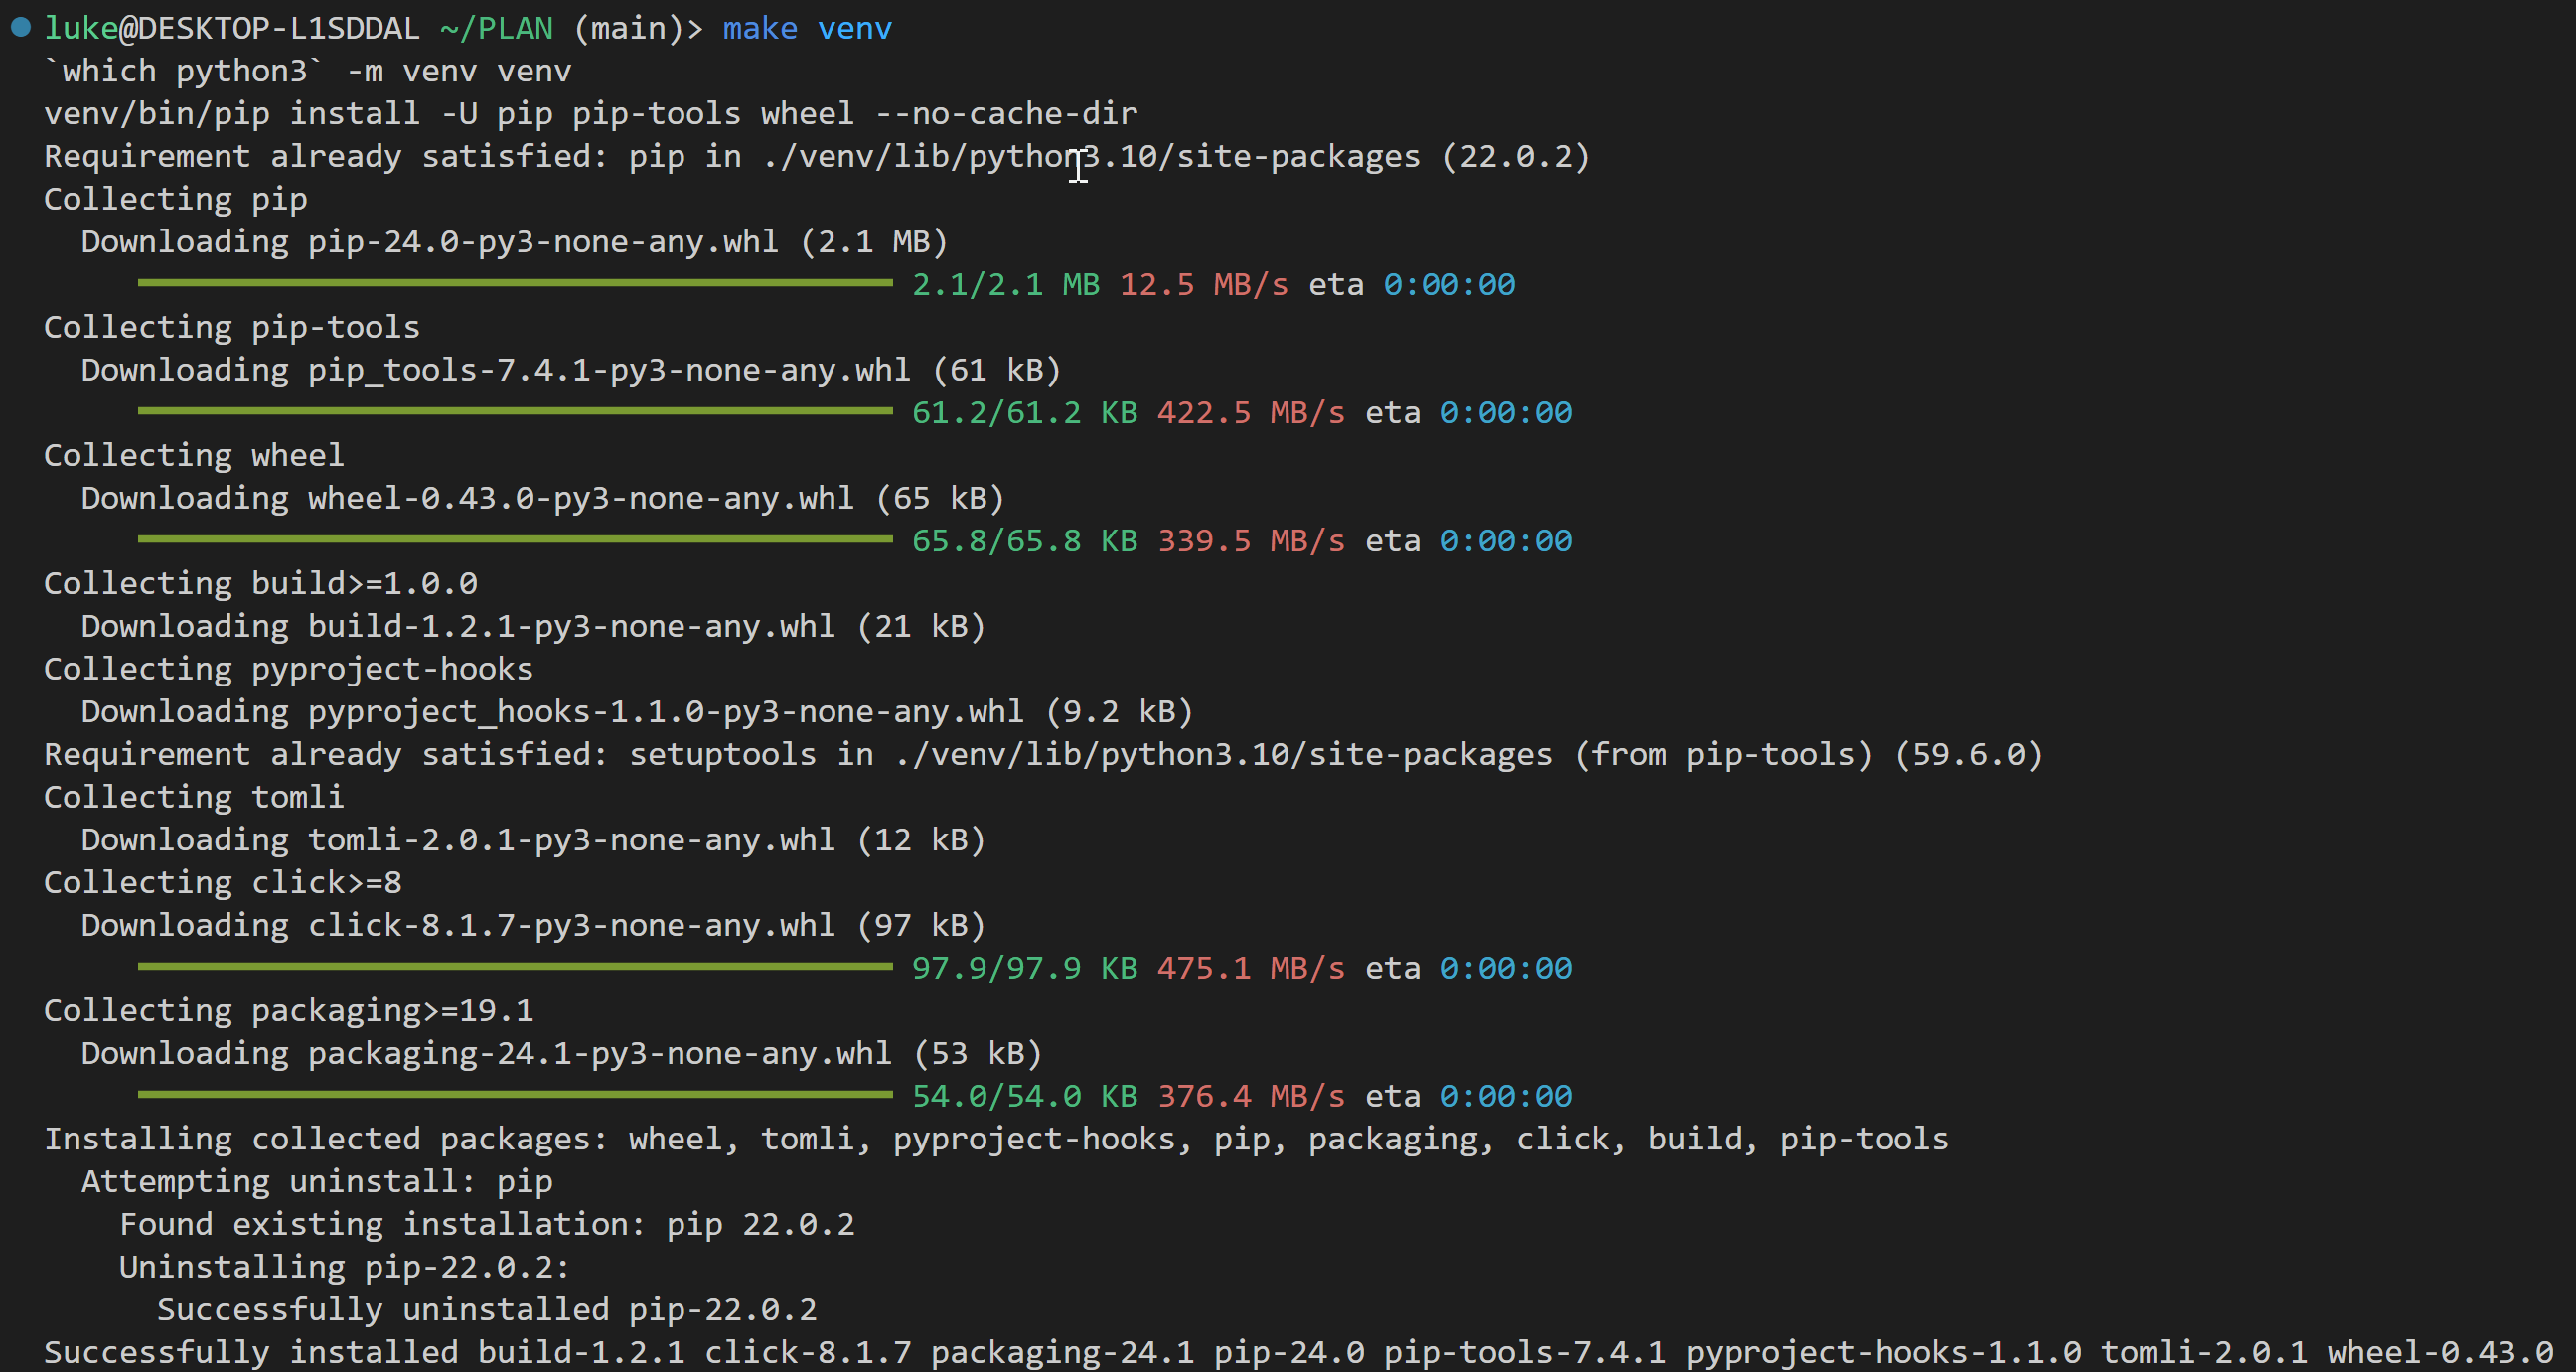 luke@DESKTOP-L1SDDAL ~/PLAN (main)> make venv
`which python3` -m venv venv
venv/bin/pip install -U pip pip-tools wheel --no-cache-dir
Requirement already satisfied: pip in ./venv/lib/python3.10/site-packages (22.0.2)
Collecting pip
  Downloading pip-24.0-py3-none-any.whl (2.1 MB)
2.1/2.1 MB 12.5 MB/s eta 0:00:00
Collecting pip-tools
  Downloading pip_tools-7.4.1-py3-none-any.whl (61 kB)
61.2/61.2 KB 422.5 MB/s eta 0:00:00
Collecting wheel
  Downloading wheel-0.43.0-py3-none-any.whl (65 kB)
65.8/65.8 KB 339.5 MB/s eta 0:00:00
Collecting build>=1.0.0
  Downloading build-1.2.1-py3-none-any.whl (21 kB)
Collecting pyproject-hooks
  Downloading pyproject_hooks-1.1.0-py3-none-any.whl (9.2 kB)
Requirement already satisfied: setuptools in ./venv/lib/python3.10/site-packages (from pip-tools) (59.6.0)
Collecting tomli
  Downloading tomli-2.0.1-py3-none-any.whl (12 kB)
Collecting click>=8
  Downloading click-8.1.7-py3-none-any.whl (97 kB)
97.9/97.9 KB 475.1 MB/s eta 0:00:00
Collecting packaging>=19.1
  Downloading packaging-24.1-py3-none-any.whl (53 kB)
54.0/54.0 KB 376.4 MB/s eta 0:00:00
Installing collected packages: wheel, tomli, pyproject-hooks, pip, packaging, click, build, pip-tools
  Attempting uninstall: pip
    Found existing installation: pip 22.0.2
    Uninstalling pip-22.0.2:
      Successfully uninstalled pip-22.0.2
Successfully installed build-1.2.1 click-8.1.7 packaging-24.1 pip-24.0 pip-tools-7.4.1 pyproject-hooks-1.1.0 tomli-2.0.1 wheel-0.43.0